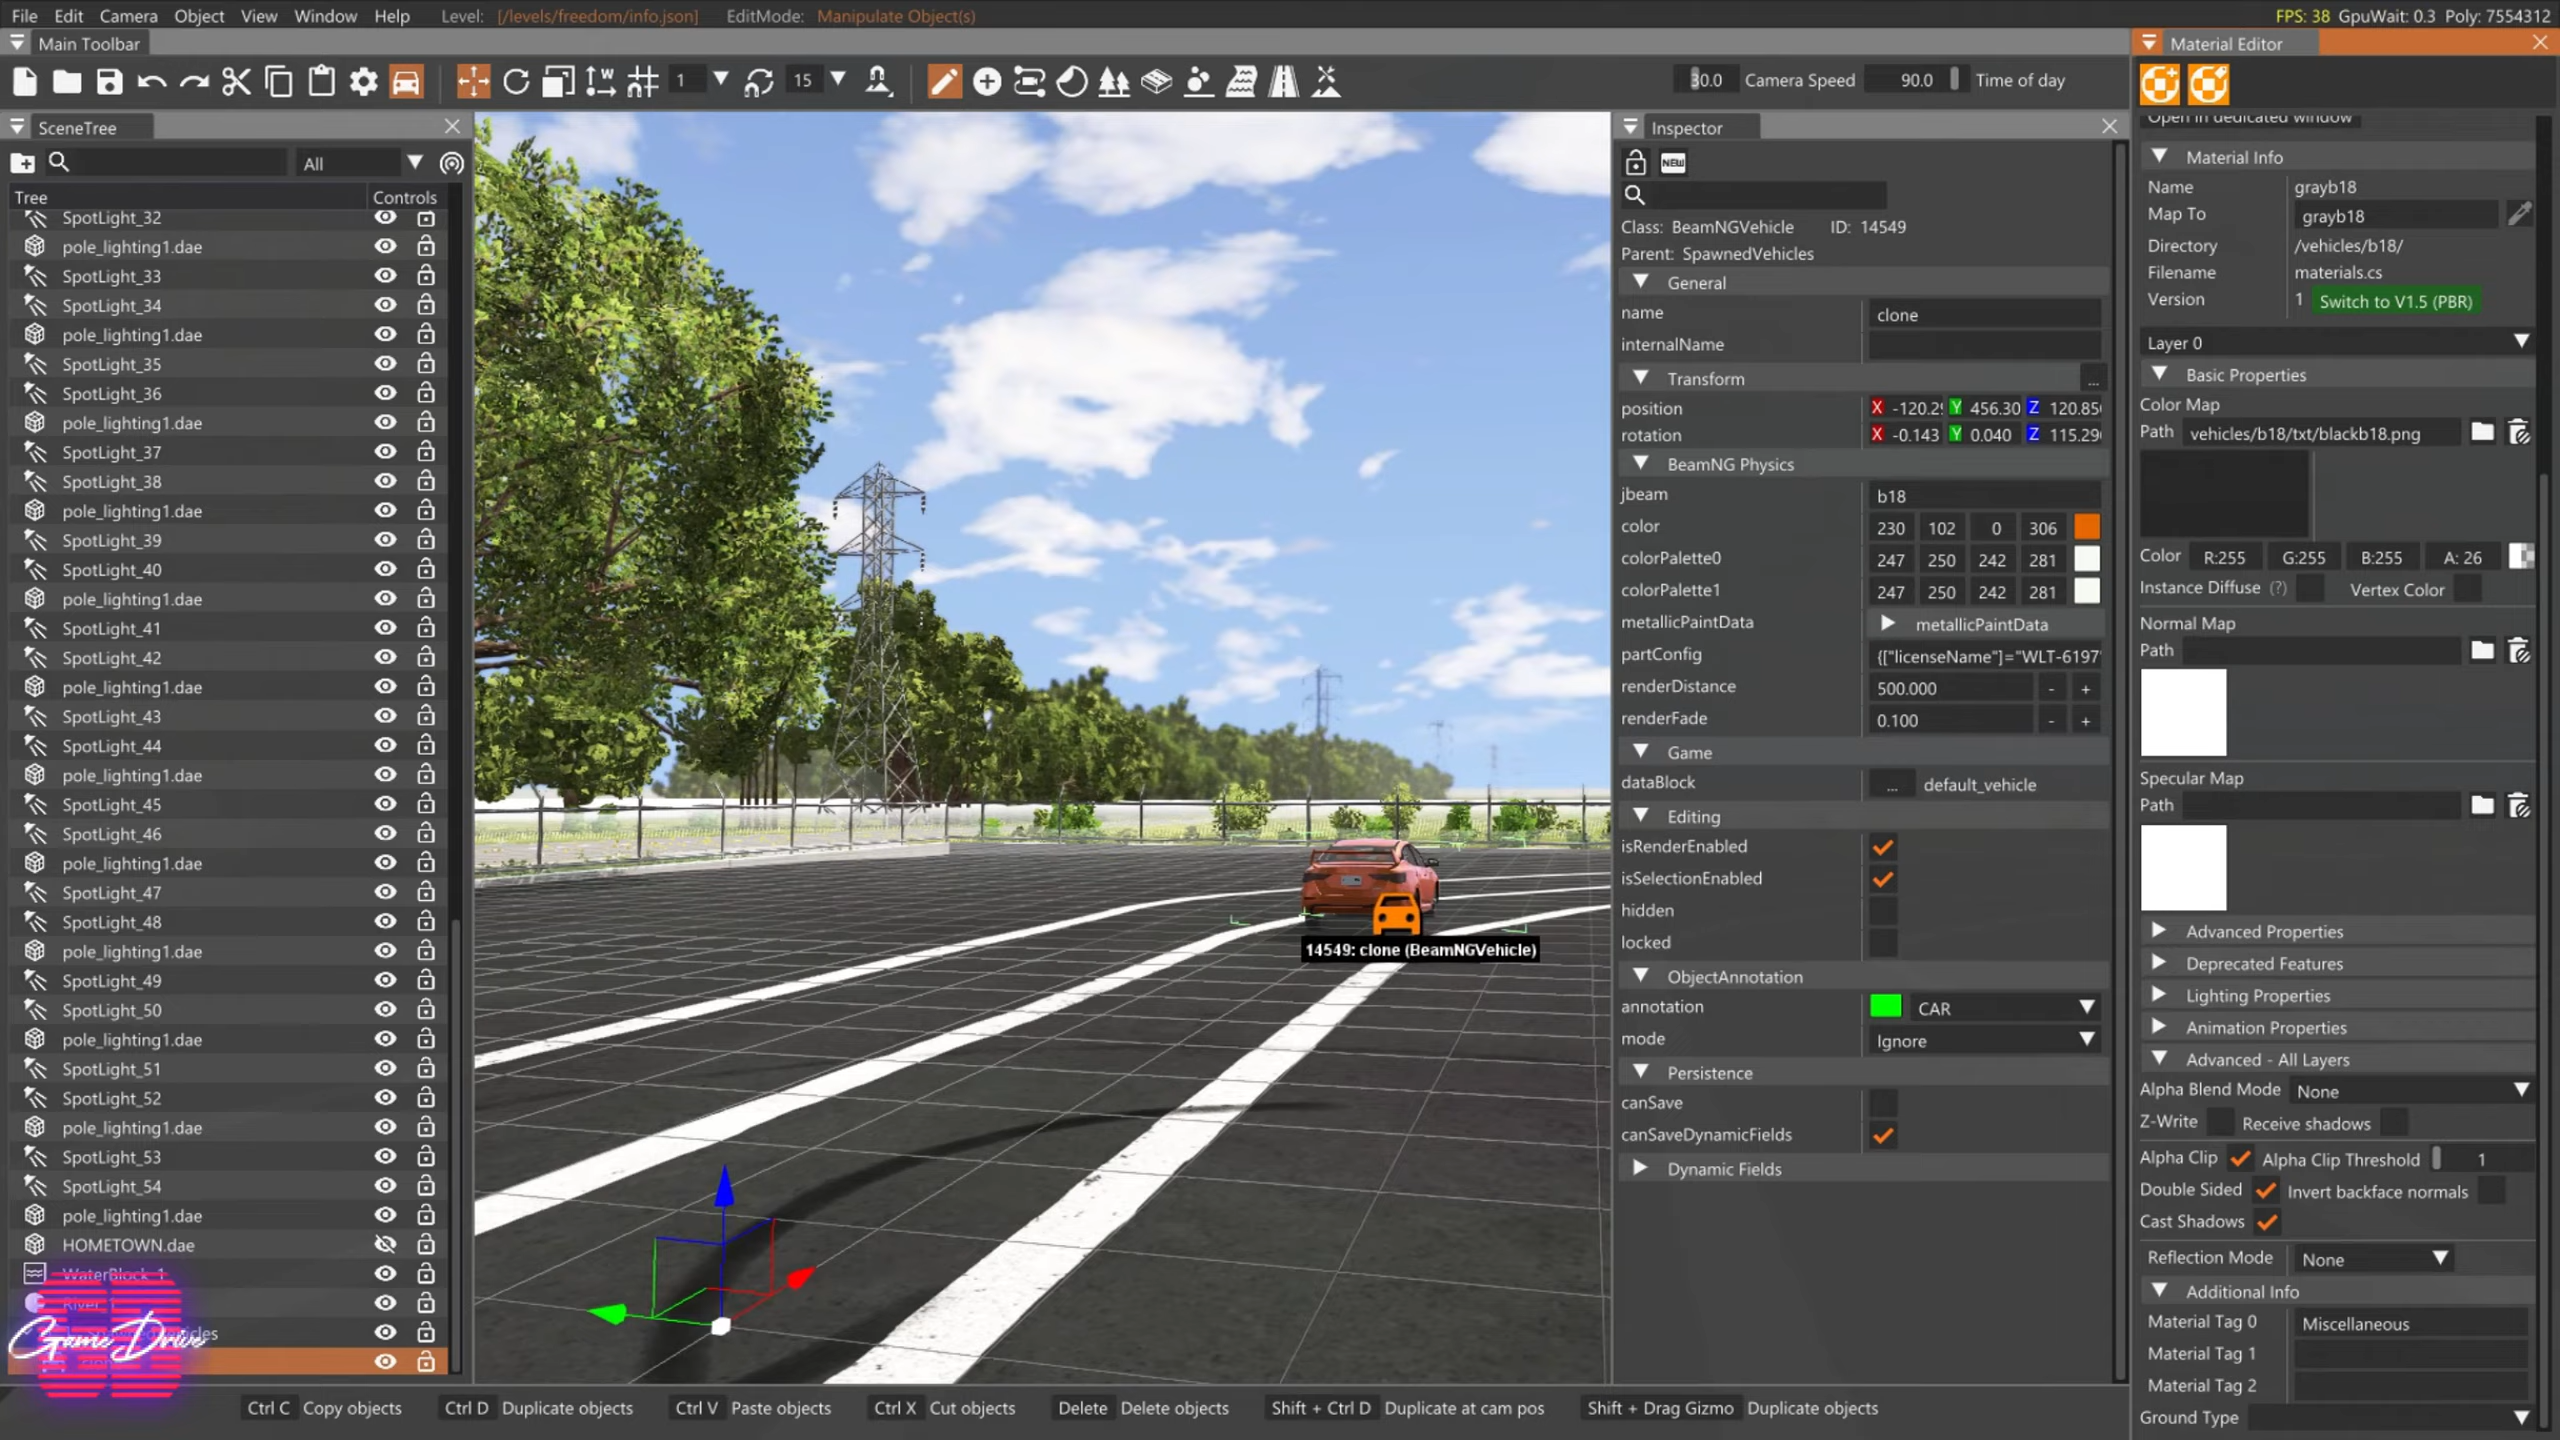 File Edit Camera Object View Window Help Level: [/levels/freedom/info.json] EditMode: Manipulate Object(s) FPS: 38 GpuWait: 0.3 Poly: 7554312
Main Toolbar
1 15 30.0 Camera Speed 90.0 Time of day
SceneTree
All
Tree Controls
SpotLight_32
pole_lighting1.dae
SpotLight_33
SpotLight_34
pole_lighting1.dae
SpotLight_35
SpotLight_36
pole_lighting1.dae
SpotLight_37
SpotLight_38
pole_lighting1.dae
SpotLight_39
SpotLight_40
pole_lighting1.dae
SpotLight_41
SpotLight_42
pole_lighting1.dae
SpotLight_43
SpotLight_44
pole_lighting1.dae
SpotLight_45
SpotLight_46
pole_lighting1.dae
SpotLight_47
SpotLight_48
pole_lighting1.dae
SpotLight_49
SpotLight_50
pole_lighting1.dae
SpotLight_51
SpotLight_52
pole_lighting1.dae
SpotLight_53
SpotLight_54
pole_lighting1.dae
HOMETOWN.dae
WaterBlock_1
Game Drive
14549: clone (BeamNGVehicle)
Inspector
NEW
Class: BeamNGVehicle ID: 14549
Parent: SpawnedVehicles
General
name clone
internalName
Transform ...
position X -120.29 Y 456.30 Z 120.85
rotation X -0.143 Y 0.040 Z 115.29
BeamNG Physics
jbeam b18
color 230 102 0 306
colorPalette0 247 250 242 281
colorPalette1 247 250 242 281
metallicPaintData metallicPaintData
partConfig {["licenseName"]="WLT-6197"
renderDistance 500.000 - +
renderFade 0.100 - +
Game
dataBlock ... default_vehicle
Editing
isRenderEnabled
isSelectionEnabled
hidden
locked
ObjectAnnotation
annotation CAR
mode Ignore
Persistence
canSave
canSaveDynamicFields
Dynamic Fields
Material Editor
Open in dedicated window
Material Info
Name grayb18
Map To grayb18
Directory /vehicles/b18/
Filename materials.cs
Version 1 Switch to V1.5 (PBR)
Layer 0
Basic Properties
Color Map
Path vehicles/b18/txt/blackb18.png
Color R:255 G:255 B:255 A: 26
Instance Diffuse (?) Vertex Color
Normal Map
Path
Specular Map
Path
Advanced Properties
Deprecated Features
Lighting Properties
Animation Properties
Advanced - All Layers
Alpha Blend Mode None
Z-Write Receive shadows
Alpha Clip Alpha Clip Threshold 1
Double Sided Invert backface normals
Cast Shadows
Reflection Mode None
Additional Info
Material Tag 0 Miscellaneous
Material Tag 1
Material Tag 2
Ground Type
Ctrl C Copy objects Ctrl D Duplicate objects Ctrl V Paste objects Ctrl X Cut objects Delete Delete objects Shift + Ctrl D Duplicate at cam pos Shift + Drag Gizmo Duplicate objects